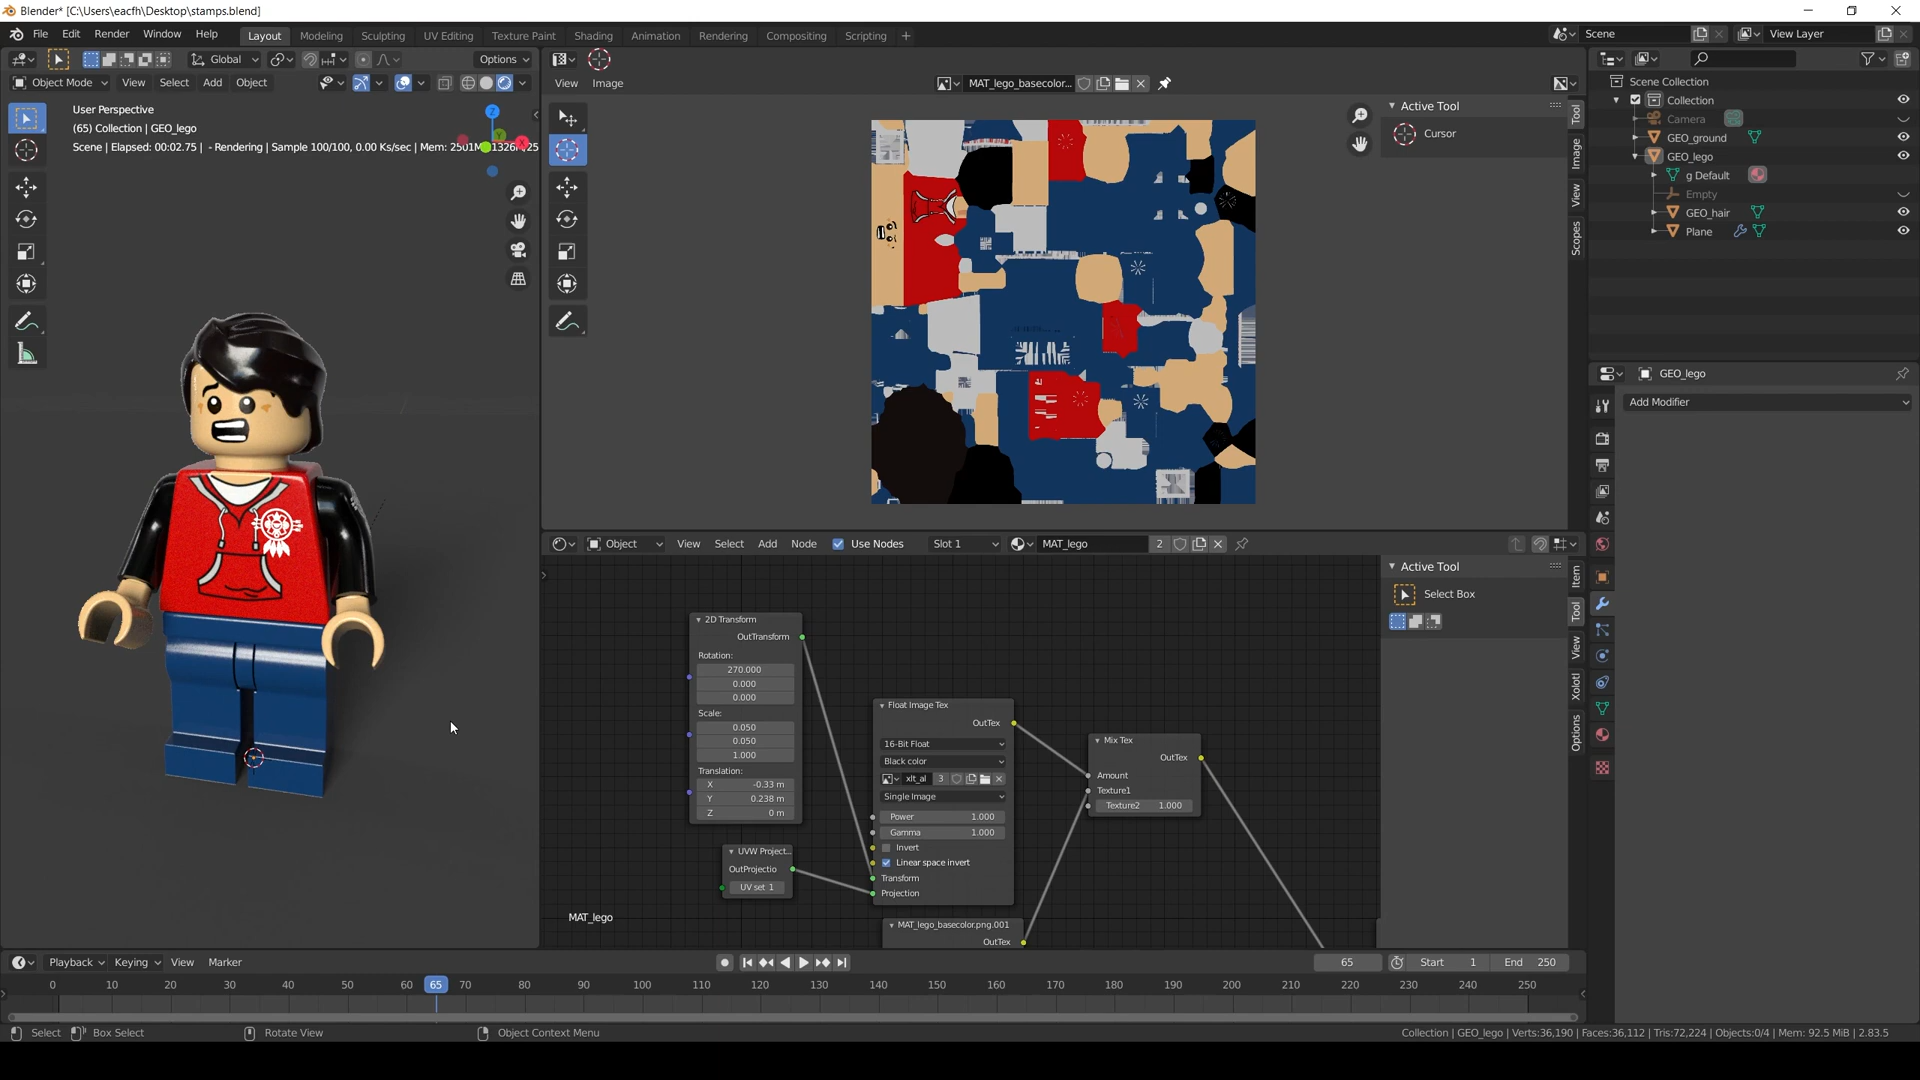 Blender* [C:\Users\eacfh\Desktop\stamps.blend]
File Edit Render Window Help Layout Modeling Sculpting UV Editing Texture Paint Shading Animation Rendering Compositing Scripting + Scene View Layer
Global Options
Object Mode View Select Add Object
User Perspective
(65) Collection | GEO_lego
Scene | Elapsed: 00:02.75 | - Rendering | Sample 100/100, 0.00 Ks/sec | Mem:
Z
Y
X
View Image MAT_lego_basecolor...
Active Tool
Cursor
Tool
Image
View
Scopes
Scene Collection
Collection
Camera
GEO_ground
GEO_lego
g Default
Empty
GEO_hair
Plane
GEO_lego
Add Modifier
Object View Select Add Node Use Nodes Slot 1 MAT_lego 2
Active Tool
Select Box
Item
Tool
View
Xolotl
Options
2D Transform
OutTransform
Rotation:
270.000
0.000
0.000
Scale:
0.050
0.050
1.000
Translation:
X -0.33 m
Y 0.238 m
Z 0 m
UVW Project...
OutProjectio
UV set 1
Float Image Tex
OutTex
16-Bit Float
Black color
xlt_al 3
Single Image
Power 1.000
Gamma 1.000
Invert
Linear space invert
Transform
Projection
Mix Tex
OutTex
Amount
Texture1
Texture2 1.000
MAT_lego_basecolor.png.001
OutTex
MAT_lego
Playback Keying View Marker 65 Start 1 End 250
0 10 20 30 40 50 60 65 70 80 90 100 110 120 130 140 150 160 170 180 190 200 210 220 230 240 250
Select Box Select Rotate View Object Context Menu Collection | GEO_lego | Verts:36,190 | Faces:36,112 | Tris:72,224 | Objects:0/4 | Mem: 92.5 MiB | 2.83.5